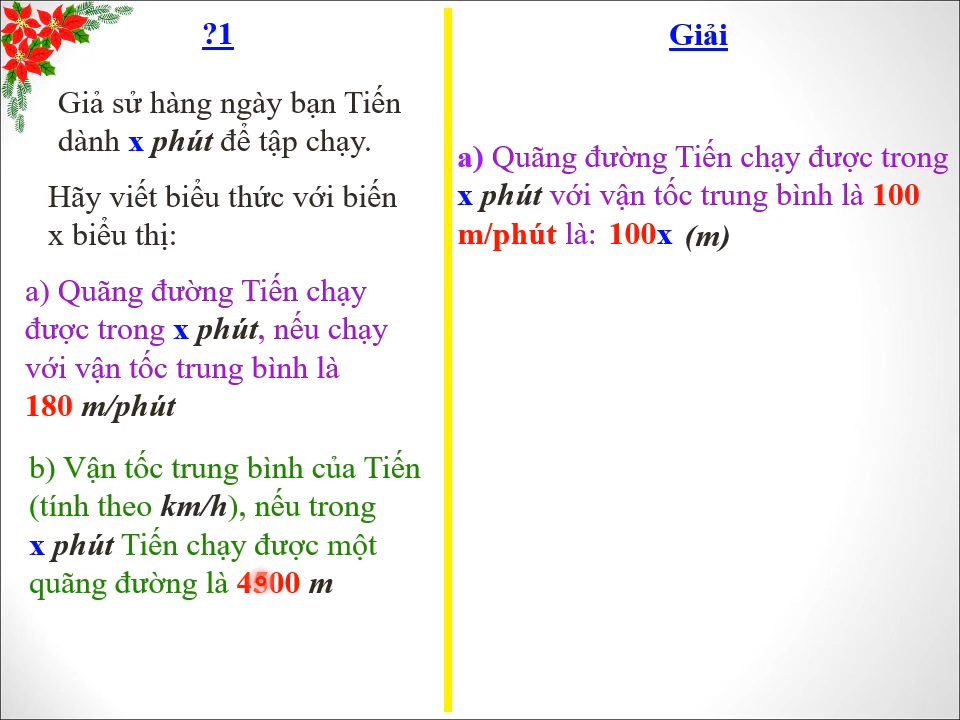 ?1
Giả sử hàng ngày bạn Tiến
dành x phút để tập chạy.
Hãy viết biểu thức với biến
x biểu thị:
a) Quãng đường Tiến chạy
được trong x phút, nếu chạy
với vận tốc trung bình là
180 m/phút
b) Vận tốc trung bình của Tiến
(tính theo km/h), nếu trong
x phút Tiến chạy được một
quãng đường là 4500 m
Giải
a) Quãng đường Tiến chạy được trong
x phút với vận tốc trung bình là 100
m/phút là: 100x (m)